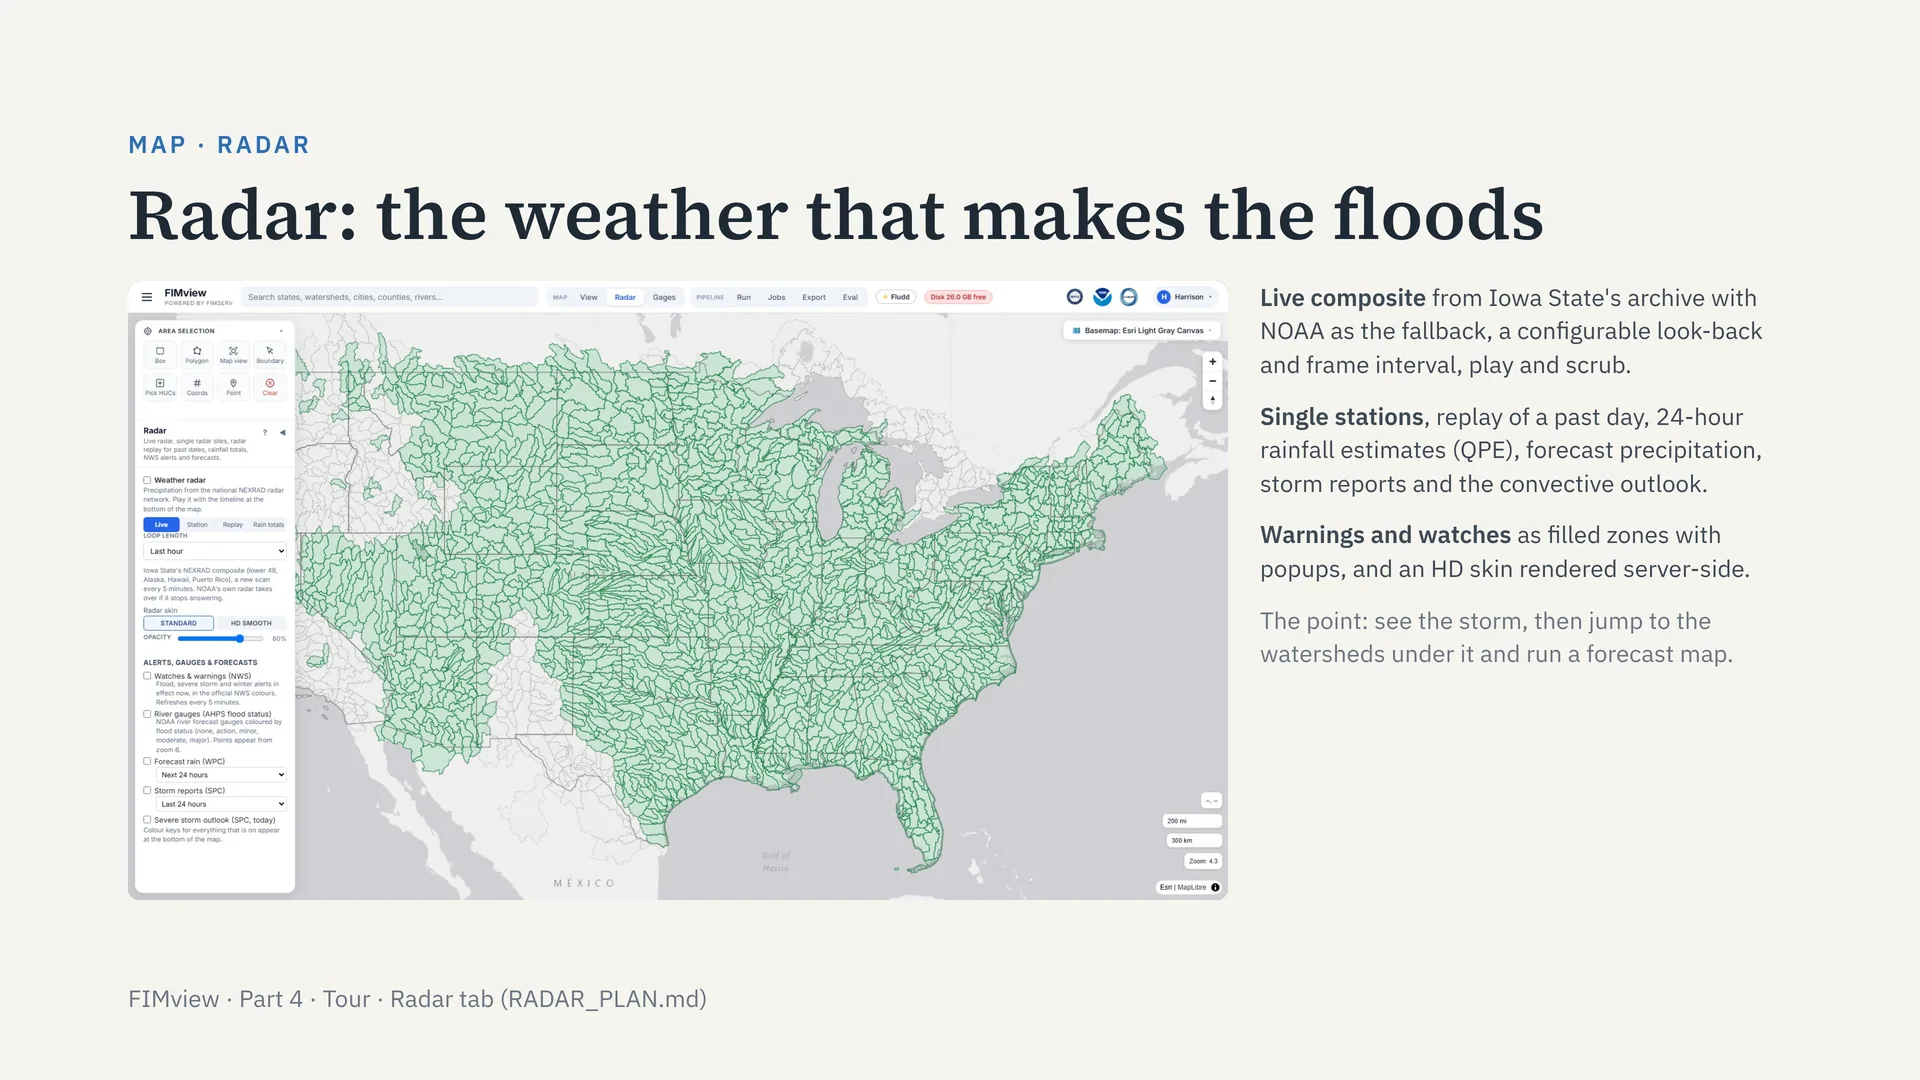 MAP · RADAR
Radar: the weather that makes the floods
FIMview
POWERED BY FIMSERV
Search states, watersheds, cities, counties, rivers...
MAP View Radar Gages
PIPELINE Run Jobs Export Eval
Fludd
Disk 26.0 GB free
H Harrison
AREA SELECTION
Box Polygon Map view Boundary
Pick HUCs Coords Point Clear
Radar ?
Live radar, single radar sites, radar
replay for past dates, rainfall totals,
NWS alerts and forecasts.
Weather radar
Precipitation from the national NEXRAD radar
network. Play it with the timeline at the
bottom of the map.
Live Station Replay Rain totals
LOOP LENGTH
Last hour
Iowa State's NEXRAD composite (lower 48,
Alaska, Hawaii, Puerto Rico), a new scan
every 5 minutes. NOAA's own radar takes
over if it stops answering.
Radar skin
STANDARD HD SMOOTH
OPACITY 80%
ALERTS, GAUGES & FORECASTS
Watches & warnings (NWS)
Flood, severe storm and winter alerts in
effect now, in the official NWS colours.
Refreshes every 5 minutes.
River gauges (AHPS flood status)
NOAA river forecast gauges coloured by
flood status (none, action, minor,
moderate, major). Points appear from
zoom 6.
Forecast rain (WPC)
Next 24 hours
Storm reports (SPC)
Last 24 hours
Severe storm outlook (SPC, today)
Colour keys for everything that is on appear
at the bottom of the map.
Basemap: Esri Light Gray Canvas
+
−
MÉXICO
Gulf of
Mexico
--, --
200 mi
300 km
Zoom: 4.3
Esri | MapLibre
Live composite from Iowa State's archive with
NOAA as the fallback, a configurable look-back
and frame interval, play and scrub.
Single stations, replay of a past day, 24-hour
rainfall estimates (QPE), forecast precipitation,
storm reports and the convective outlook.
Warnings and watches as filled zones with
popups, and an HD skin rendered server-side.
The point: see the storm, then jump to the
watersheds under it and run a forecast map.
FIMview · Part 4 · Tour · Radar tab (RADAR_PLAN.md)